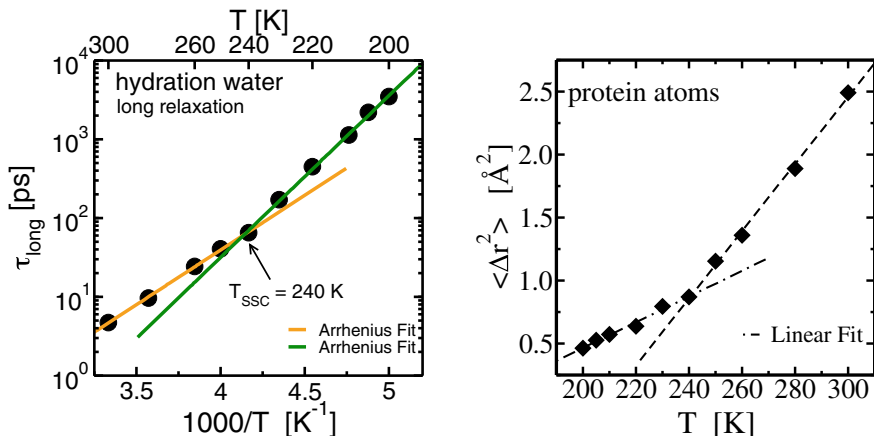 T [K]
300 260 240 220 200
10^4
10^3
10^2
10^1
10^0
τ_long [ps]
hydration water
long relaxation
T_SSC = 240 K
Arrhenius Fit
Arrhenius Fit
3.5 4 4.5 5
1000/T [K^-1]
protein atoms
2.5
2.0
1.5
1.0
0.5
<Δr^2> [Å^2]
Linear Fit
200 220 240 260 280 300
T [K]